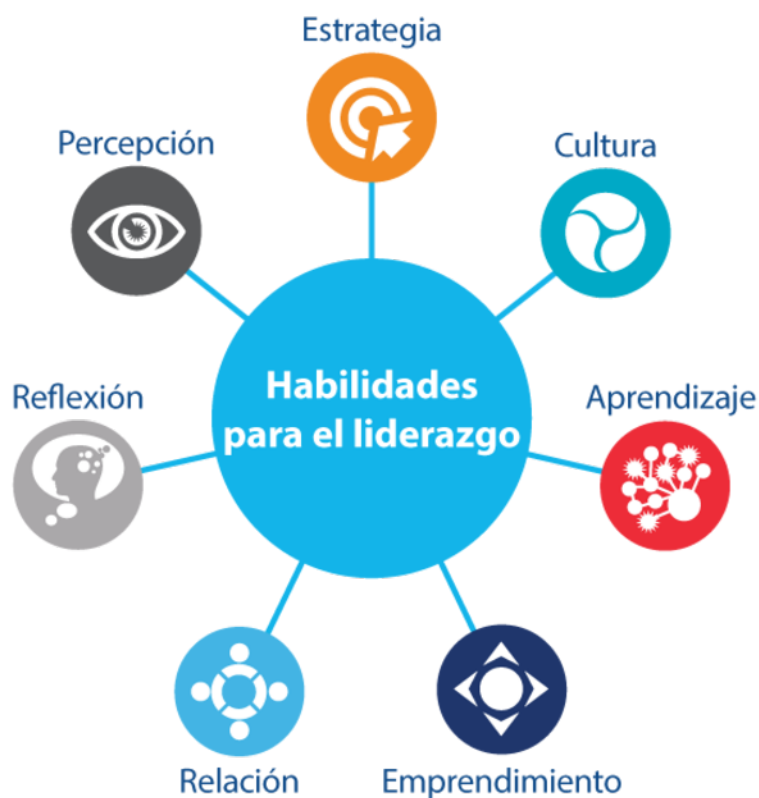 Estrategia
Percepción
Cultura
Habilidades
para el liderazgo
Reflexión
Aprendizaje
Relación
Emprendimiento